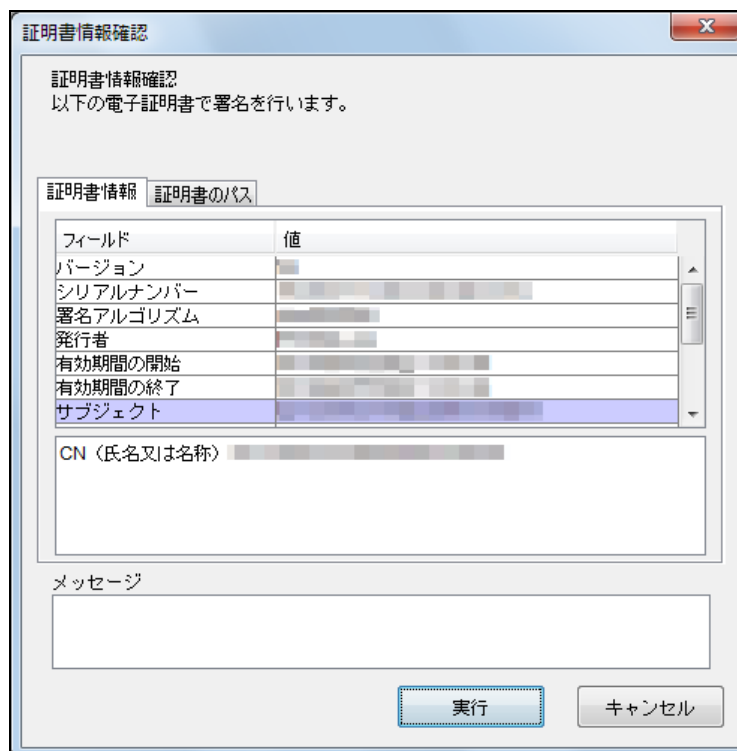 証明書情報確認
証明書情報確認
以下の電子証明書で署名を行います。
証明書情報 証明書のパス
フィールド 値
バージョン
シリアルナンバー
署名アルゴリズム
発行者
有効期間の開始
有効期間の終了
サブジェクト
CN（氏名又は名称）
メッセージ
実行 キャンセル